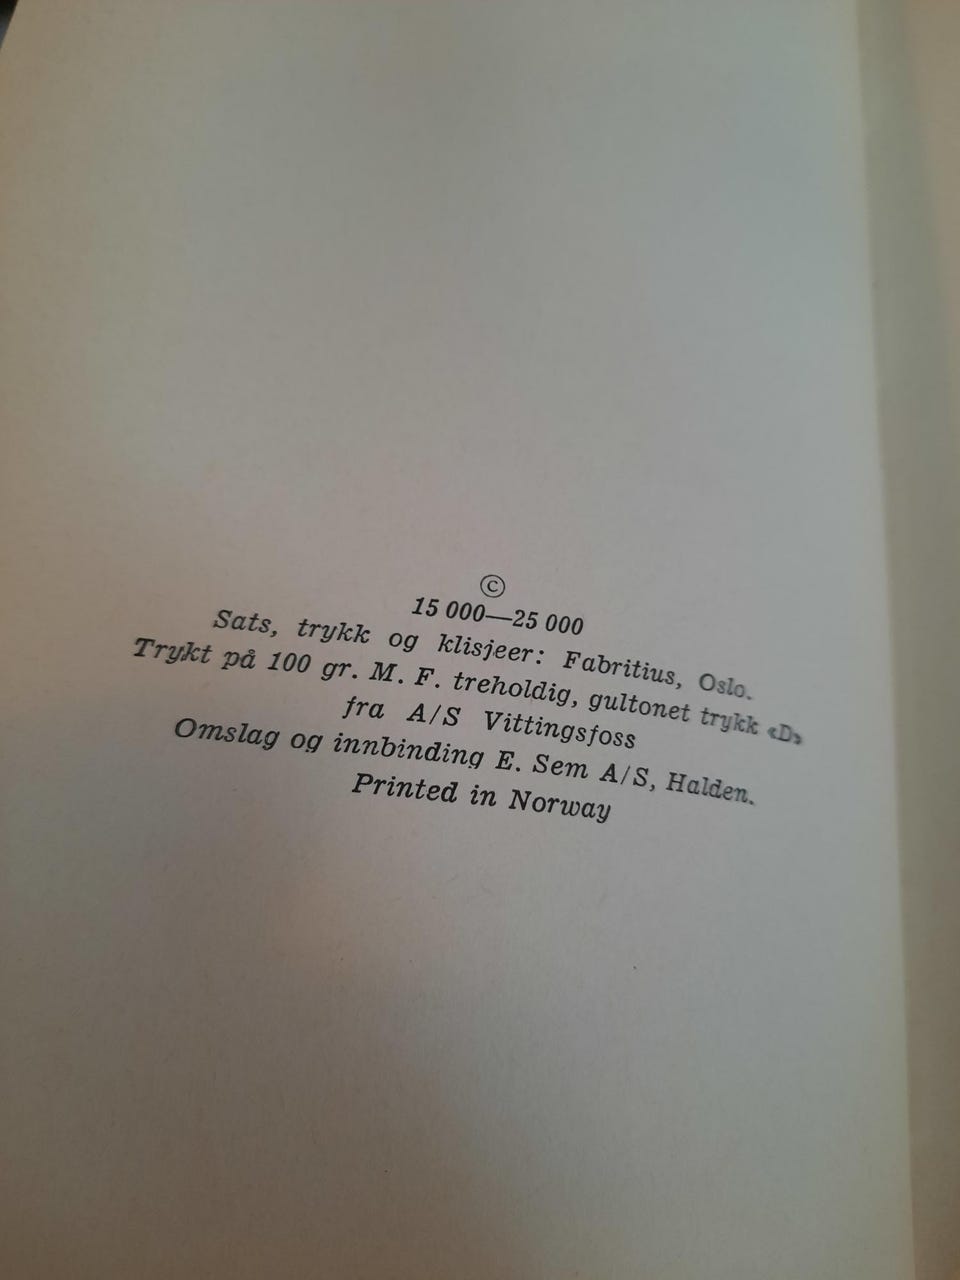 ©
15 000—25 000
Sats, trykk og klisjeer: Fabritius, Oslo.
Trykt på 100 gr. M. F. treholdig, gultonet trykk «D»
fra A/S Vittingsfoss
Omslag og innbinding E. Sem A/S, Halden.
Printed in Norway